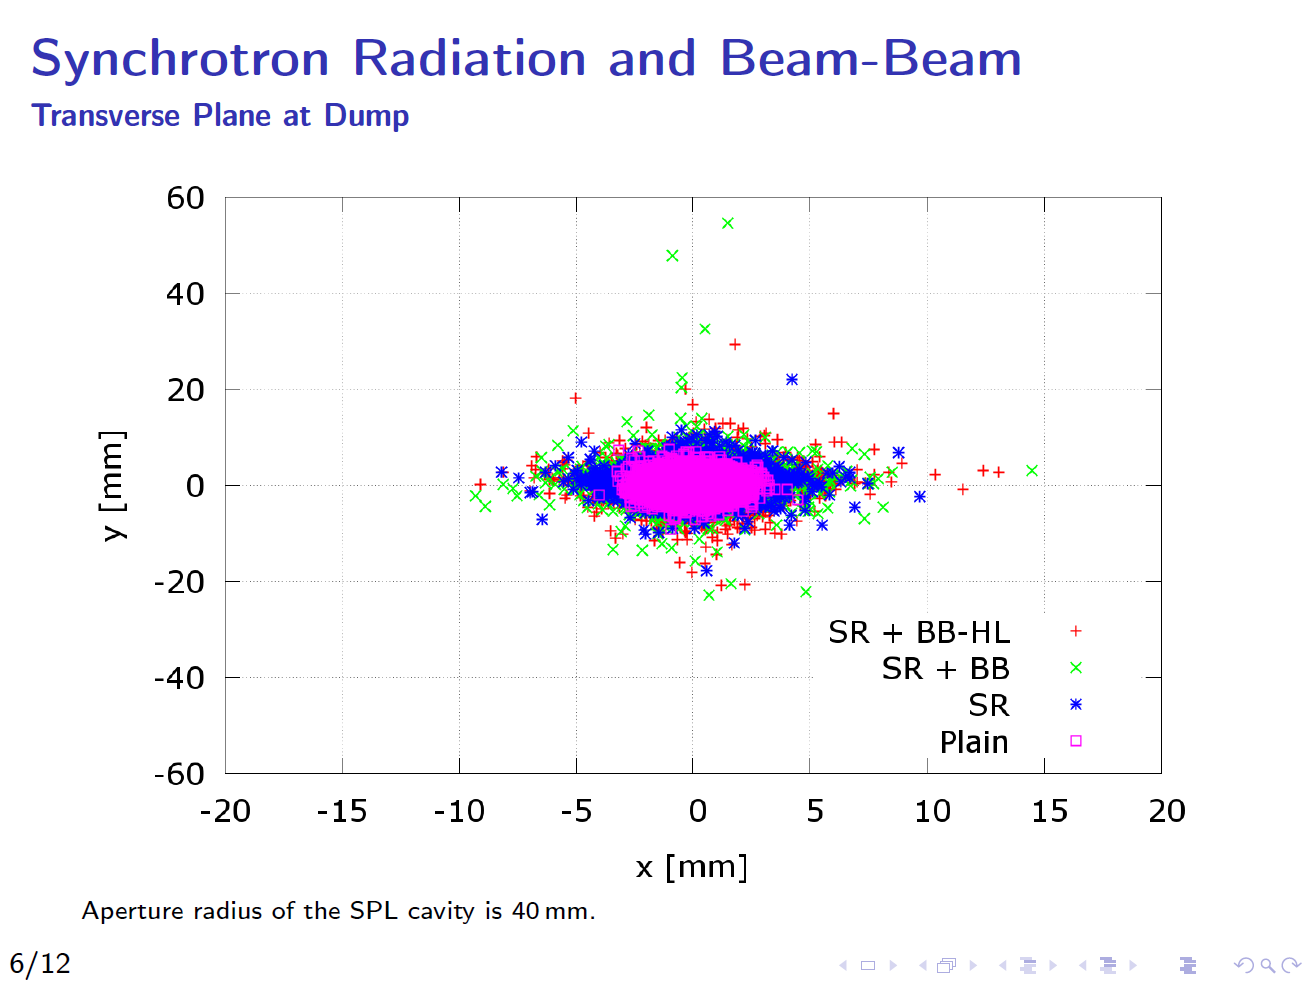 Synchrotron Radiation and Beam-Beam
Transverse Plane at Dump
60
40
20
0
-20
-40
-60
y [mm]
SR + BB-HL
SR + BB
SR
Plain
-20 -15 -10 -5 0 5 10 15 20
x [mm]
Aperture radius of the SPL cavity is 40 mm.
6/12